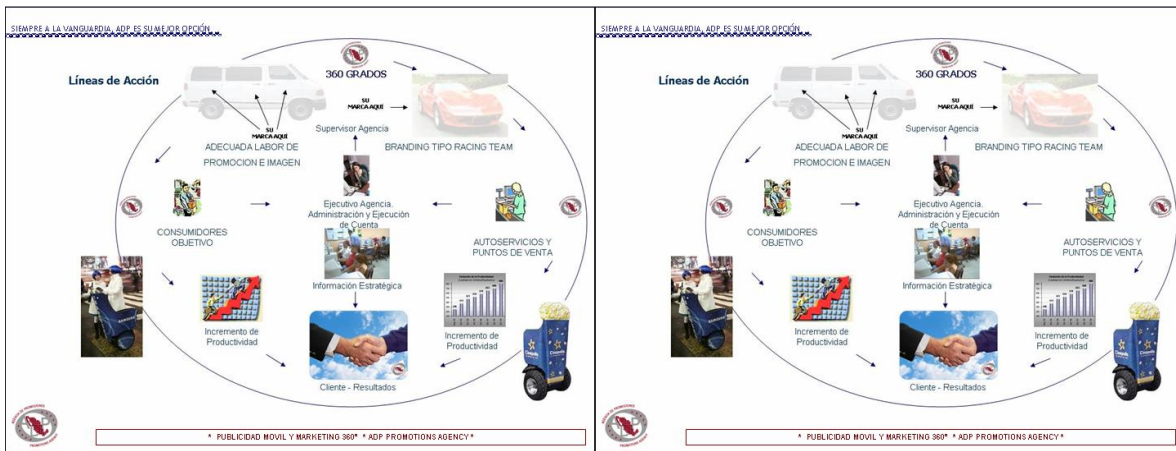 SIEMPRE A LA VANGUARDIA, ADP ES SU MEJOR OPCIÓN
Líneas de Acción
360 GRADOS
SU
MARCA AQUÍ
SU
MARCA AQUÍ
Supervisor Agencia
ADECUADA LABOR DE
PROMOCION E IMAGEN
BRANDING TIPO RACING TEAM
Ejecutivo Agencia.
Administración y Ejecución
de Cuenta
CONSUMIDORES
OBJETIVO
AUTOSERVICIOS Y
PUNTOS DE VENTA
Información Estratégica
Incremento de
Productividad
Incremento de
Productividad
Cliente - Resultados
* PUBLICIDAD MOVIL Y MARKETING 360° * ADP PROMOTIONS AGENCY *
SIEMPRE A LA VANGUARDIA, ADP ES SU MEJOR OPCIÓN
Líneas de Acción
360 GRADOS
SU
MARCA AQUÍ
SU
MARCA AQUÍ
Supervisor Agencia
ADECUADA LABOR DE
PROMOCION E IMAGEN
BRANDING TIPO RACING TEAM
Ejecutivo Agencia.
Administración y Ejecución
de Cuenta
CONSUMIDORES
OBJETIVO
AUTOSERVICIOS Y
PUNTOS DE VENTA
Información Estratégica
Incremento de
Productividad
Incremento de
Productividad
Cliente - Resultados
* PUBLICIDAD MOVIL Y MARKETING 360° * ADP PROMOTIONS AGENCY *